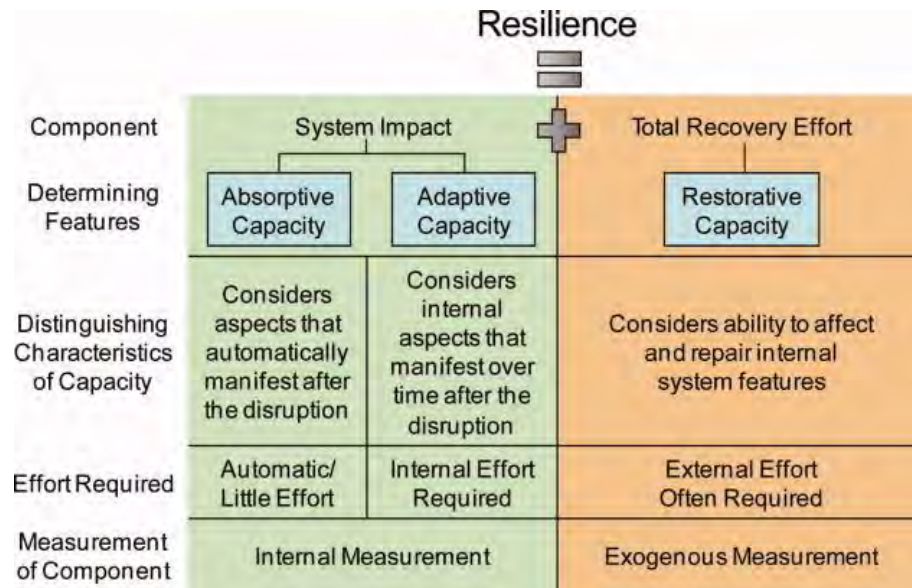 Resilience
Component
System Impact
Total Recovery Effort
Determining
Features
Absorptive
Capacity
Adaptive
Capacity
Restorative
Capacity
Distinguishing
Characteristics
of Capacity
Considers
aspects that
automatically
manifest after
the disruption
Considers
internal
aspects that
manifest over
time after the
disruption
Considers ability to affect
and repair internal
system features
Effort Required
Automatic/
Little Effort
Internal Effort
Required
External Effort
Often Required
Measurement
of Component
Internal Measurement
Exogenous Measurement